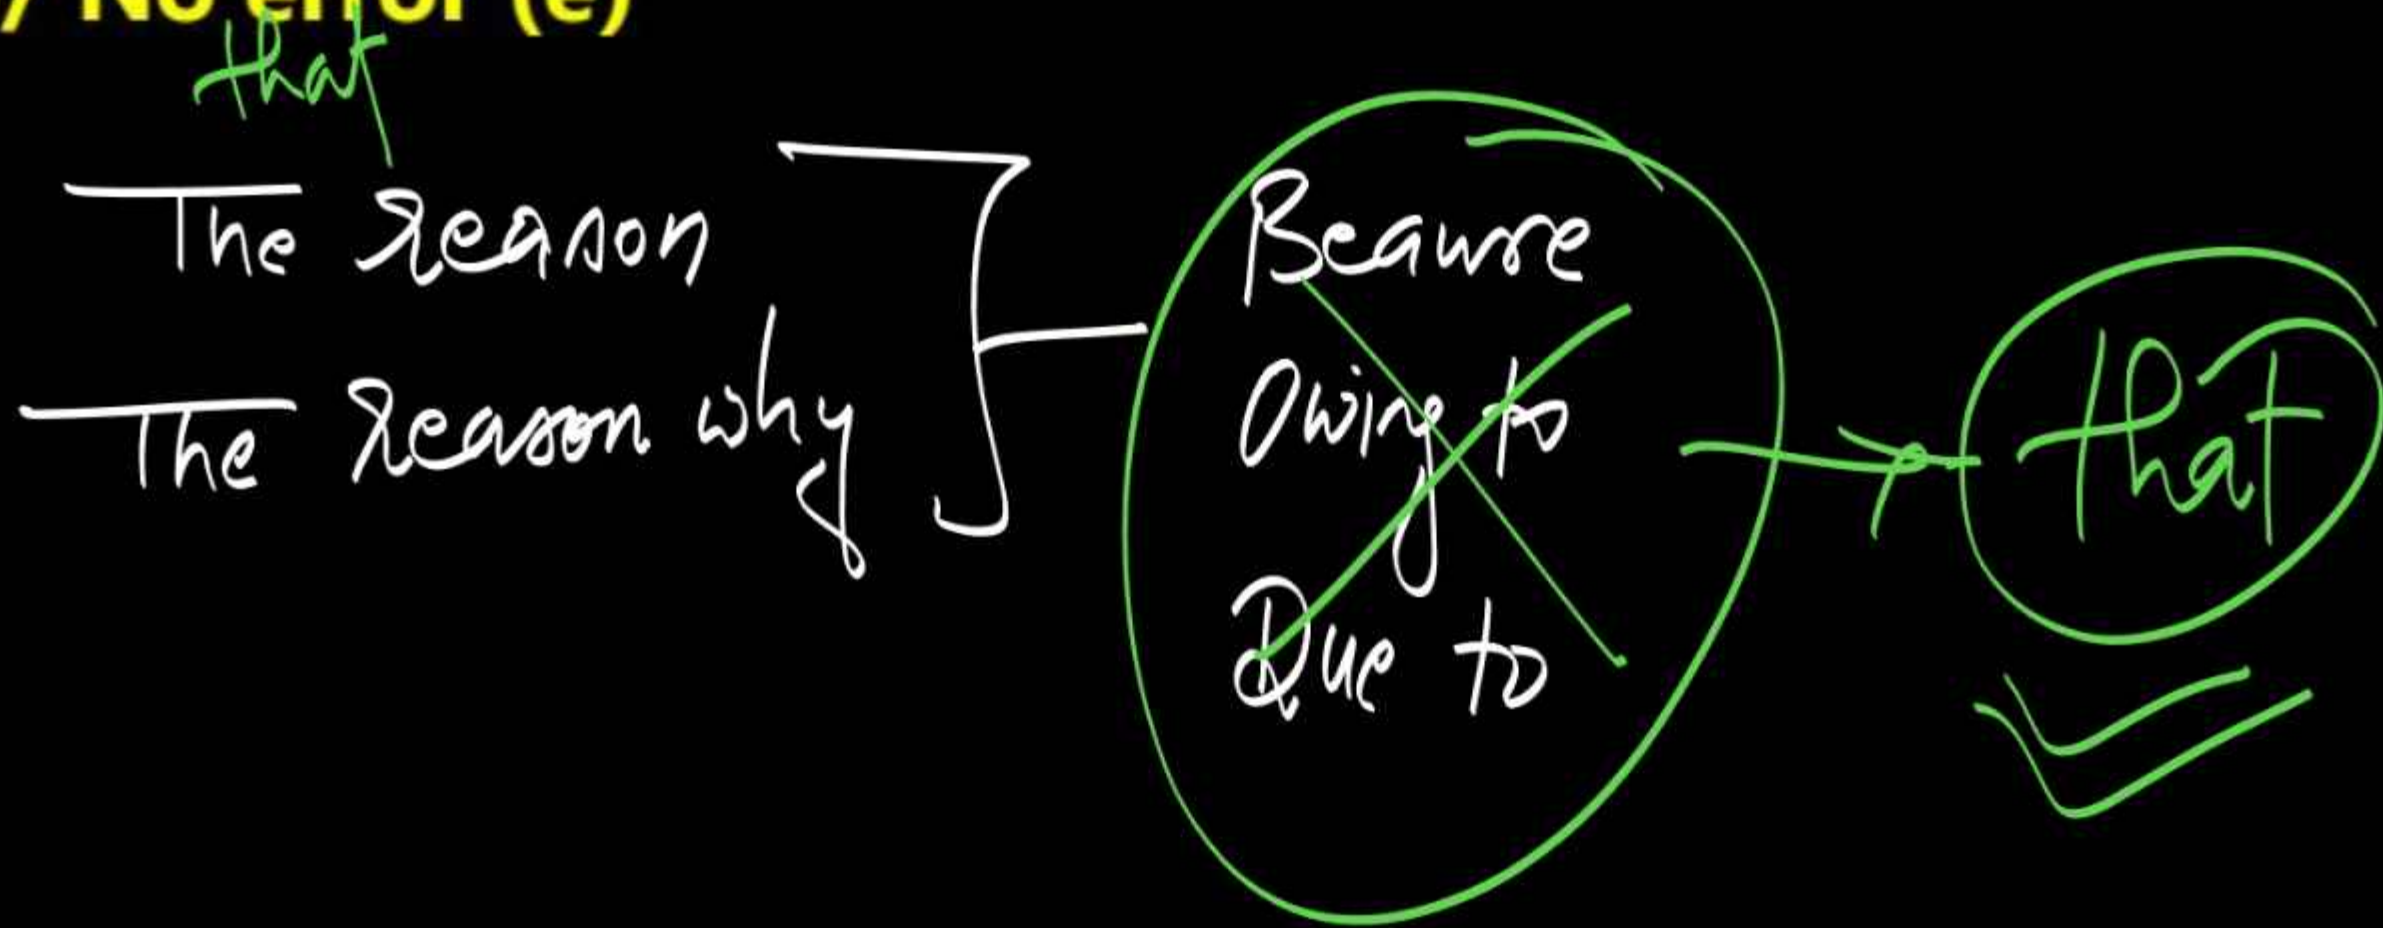 / No error (e)
that
The reason
The reason why
Because
Owing to
Due to
that